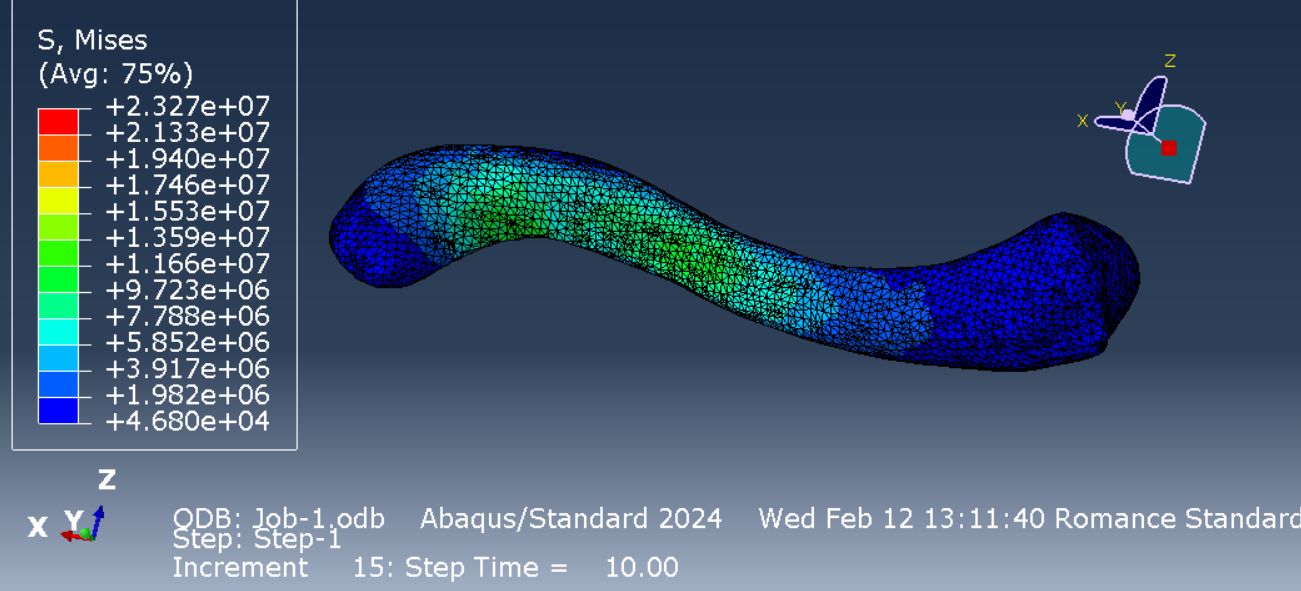 S, Mises
(Avg: 75%)
+2.327e+07
+2.133e+07
+1.940e+07
+1.746e+07
+1.553e+07
+1.359e+07
+1.166e+07
+9.723e+06
+7.788e+06
+5.852e+06
+3.917e+06
+1.982e+06
+4.680e+04
Z
Y
X
Z
X Y
ODB: Job-1.odb Abaqus/Standard 2024 Wed Feb 12 13:11:40 Romance Standard
Step: Step-1
Increment 15: Step Time = 10.00